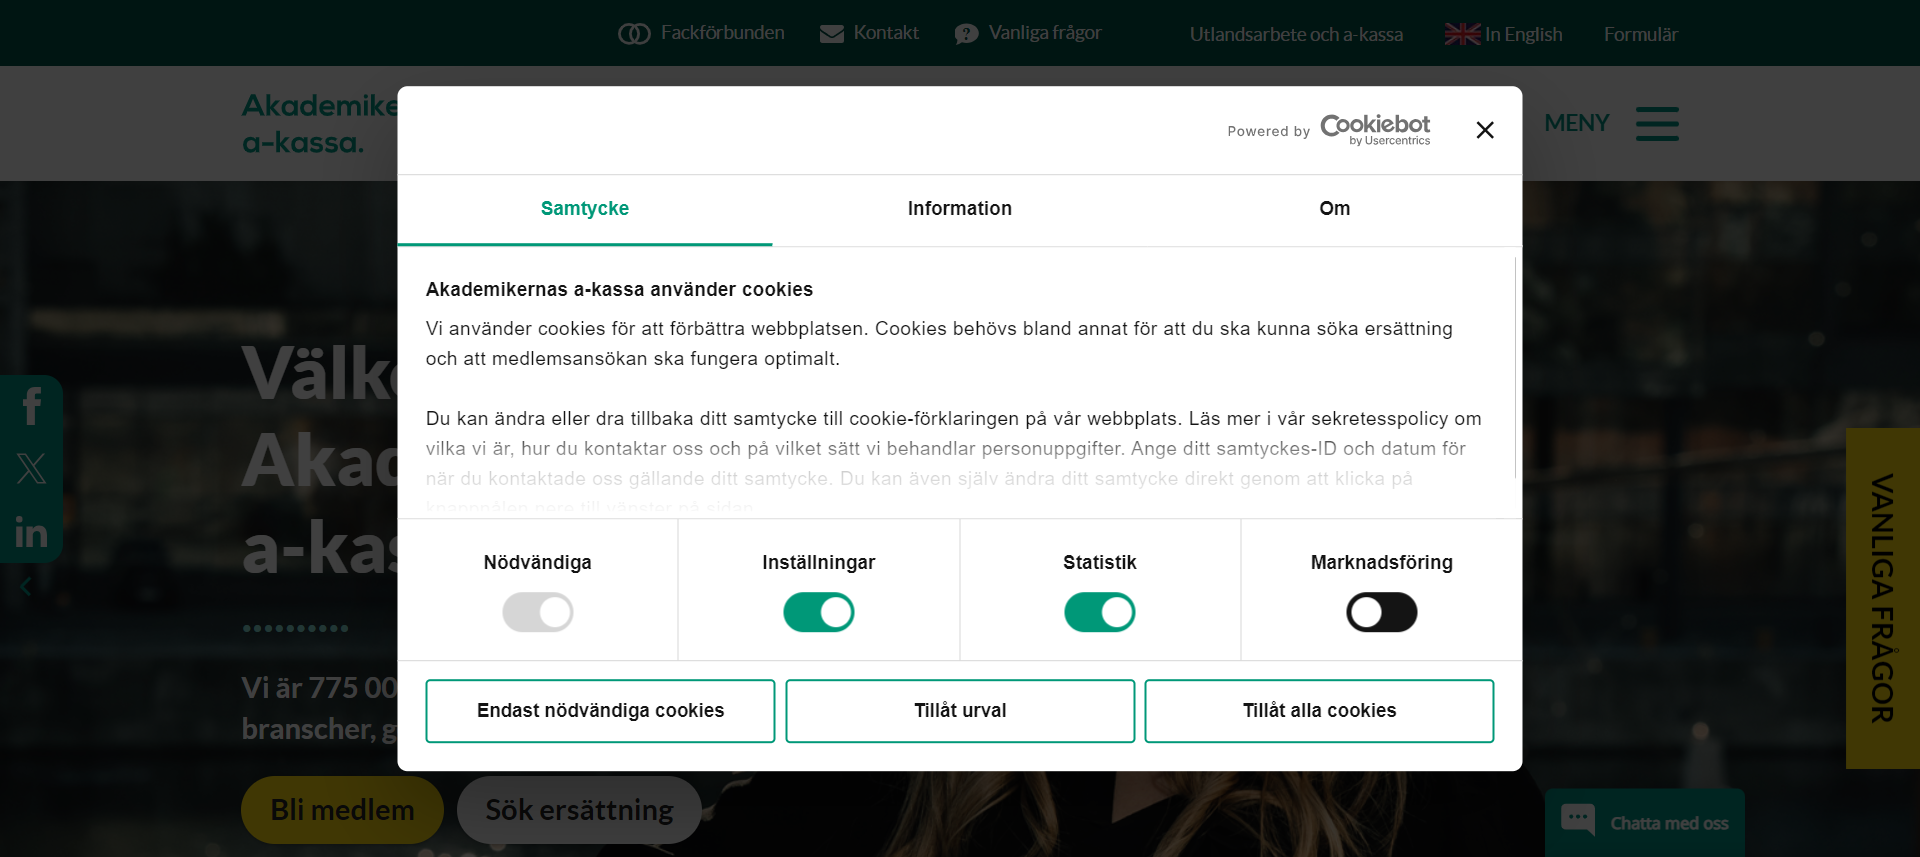 Fackförbunden
Kontakt
Vanliga frågor
Utlandsarbete och a-kassa
In English
Formulär
Akademike
a-kassa.
MENY
Powered by Cookiebot
by Usercentrics
Samtycke
Information
Om
Akademikernas a-kassa använder cookies
Vi använder cookies för att förbättra webbplatsen. Cookies behövs bland annat för att du ska kunna söka ersättning
och att medlemsansökan ska fungera optimalt.
Du kan ändra eller dra tillbaka ditt samtycke till cookie-förklaringen på vår webbplats. Läs mer i vår sekretesspolicy om
vilka vi är, hur du kontaktar oss och på vilket sätt vi behandlar personuppgifter. Ange ditt samtyckes-ID och datum för
när du kontaktade oss gällande ditt samtycke. Du kan även själv ändra ditt samtycke direkt genom att klicka på
knappnålen nere till vänster på sidan.
Nödvändiga
Inställningar
Statistik
Marknadsföring
Endast nödvändiga cookies
Tillåt urval
Tillåt alla cookies
Välk
Akad
a-kas
Vi är 775 00
branscher, g
Bli medlem
Sök ersättning
VANLIGA FRÅGOR
Chatta med oss